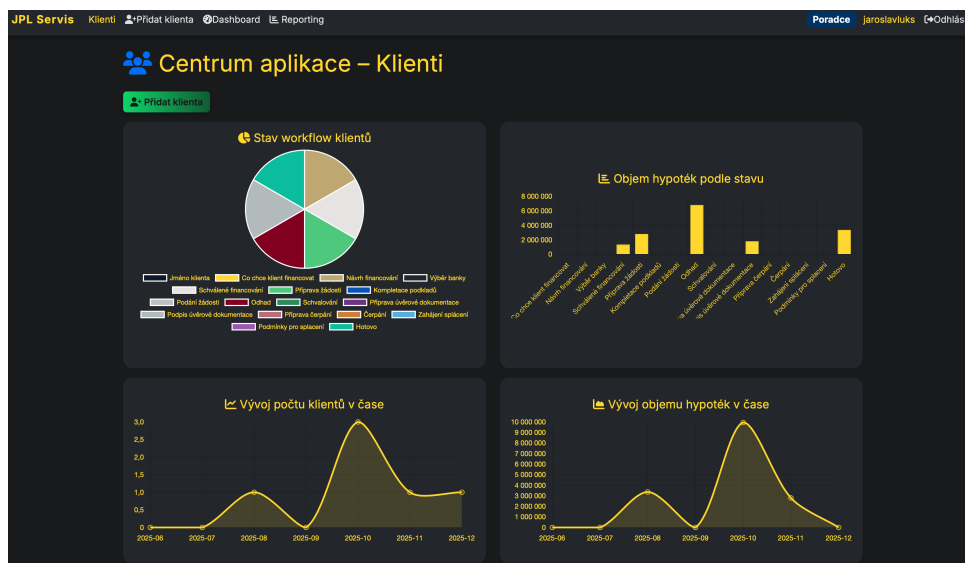 JPL Servis Klienti Přidat klienta Dashboard Reporting Poradce jaroslavluks Odhlás
Centrum aplikace – Klienti
Přidat klienta
Stav workflow klientů
Jméno klienta Co chce klient financovat Návrh financování Výběr banky
Schválené financování Příprava žádosti Kompletace podkladů
Podání žádosti Odhad Schvalování Příprava úvěrové dokumentace
Podpis úvěrové dokumentace Příprava čerpání Čerpání Zahájení splácení
Podmínky pro splacení Hotovo
Objem hypoték podle stavu
8 000 000
6 000 000
4 000 000
2 000 000
0
Co chce klient financovat
Návrh financování
Výběr banky
Schválené financování
Příprava žádosti
Kompletace podkladů
Podání žádosti
Odhad
Schvalování
va úvěrové dokumentace
is úvěrové dokumentace
Příprava čerpání
Čerpání
Zahájení splácení
Podmínky pro splacení
Hotovo
Vývoj počtu klientů v čase
3,0
2,5
2,0
1,5
1,0
0,5
0
2025-06 2025-07 2025-08 2025-09 2025-10 2025-11 2025-12
Vývoj objemu hypoték v čase
10 000 000
9 000 000
8 000 000
7 000 000
6 000 000
5 000 000
4 000 000
3 000 000
2 000 000
1 000 000
0
2025-06 2025-07 2025-08 2025-09 2025-10 2025-11 2025-12